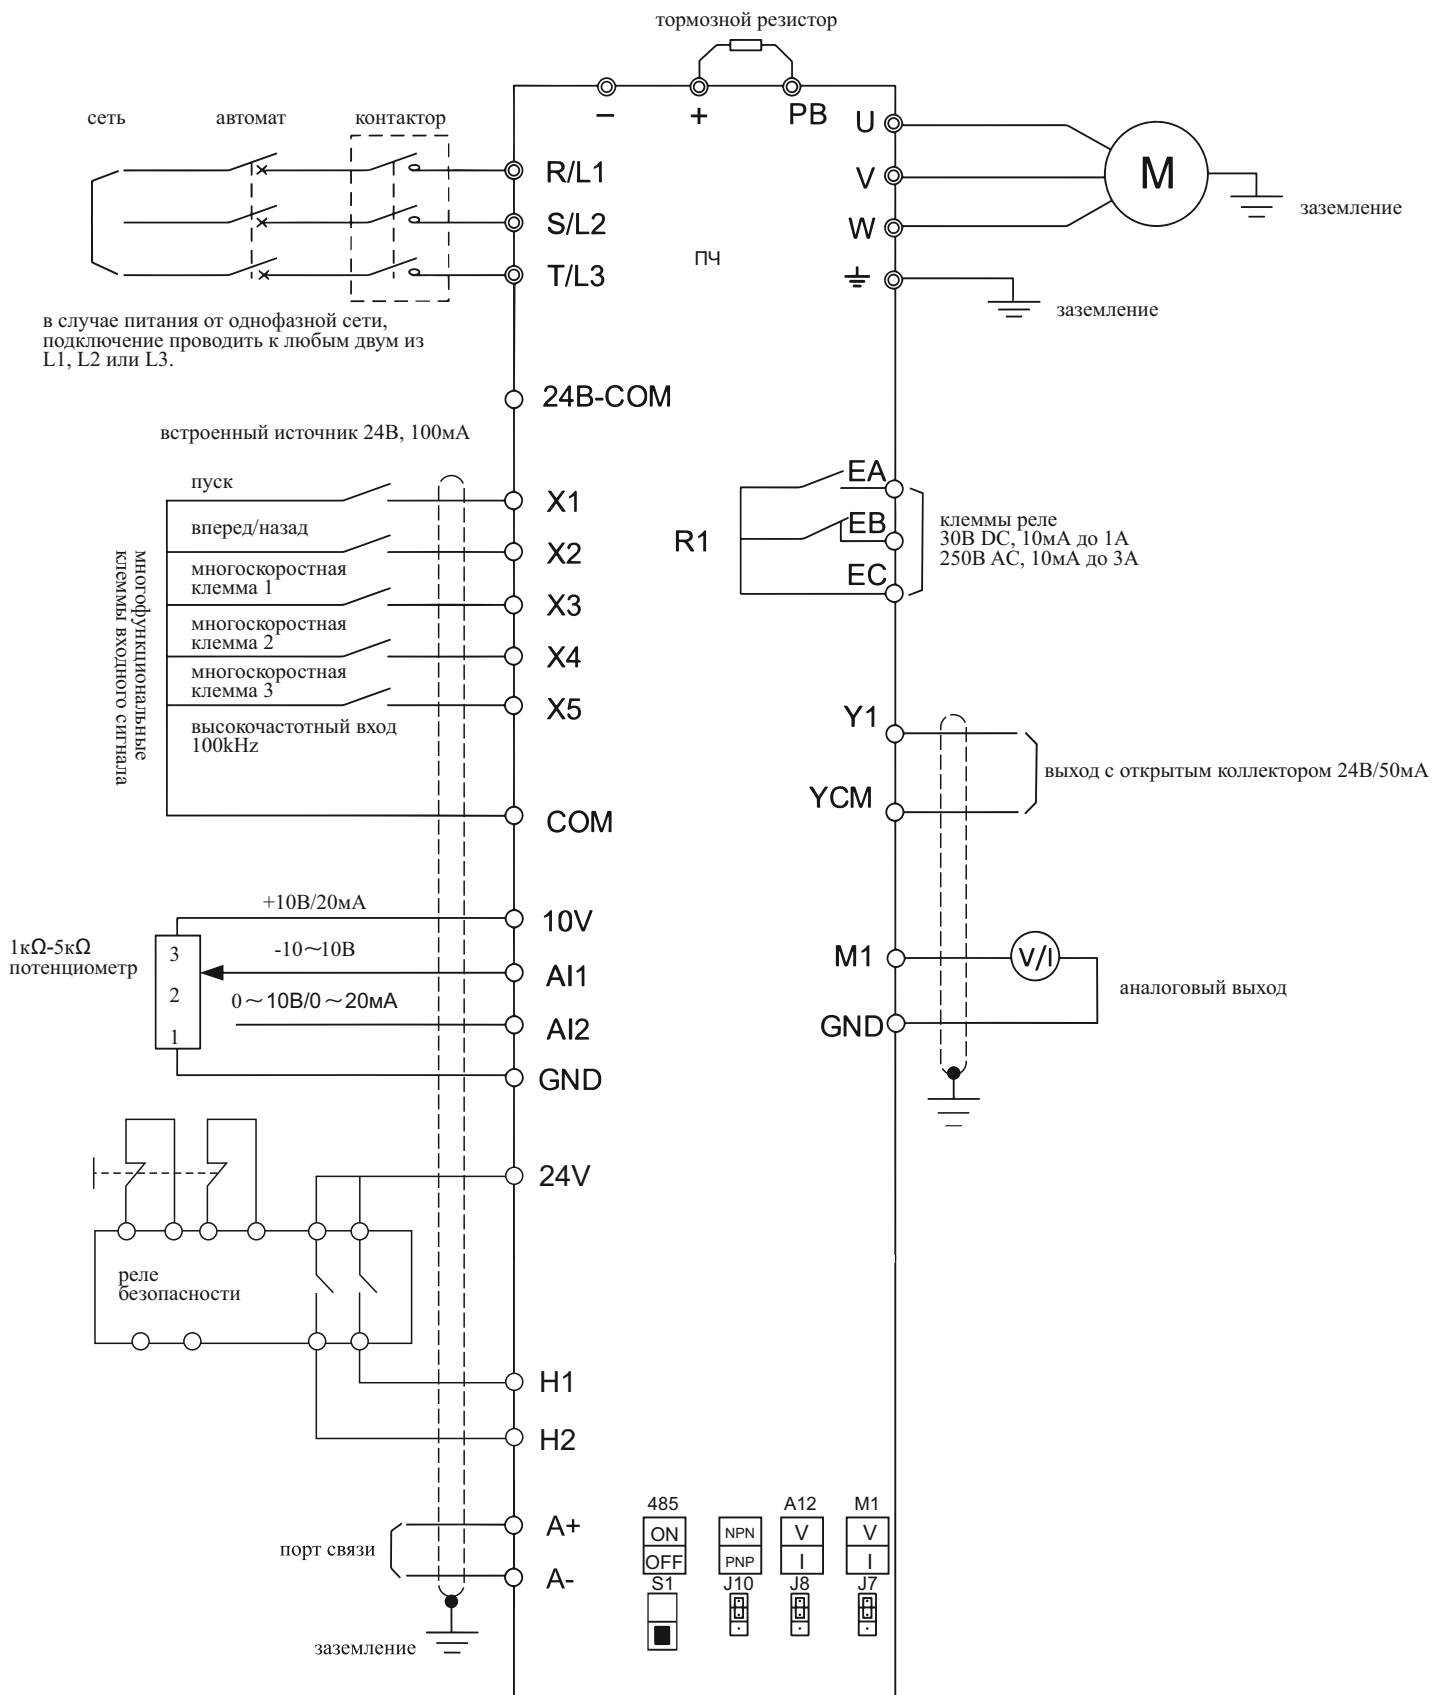 тормозной резистор
сеть
автомат
контактор
−
+
PB
R/L1
S/L2
T/L3
U
V
W
M
ПЧ
заземление
заземление
в случае питания от однофазной сети,
подключение проводить к любым двум из
L1, L2 или L3.
24В-COM
встроенный источник 24В, 100мА
многофункциональные
клеммы входного сигнала
пуск
X1
вперед/назад
X2
многоскоростная
клемма 1
X3
многоскоростная
клемма 2
X4
многоскоростная
клемма 3
X5
высокочастотный вход
100kHz
COM
R1
EA
EB
EC
клеммы реле
30В DC, 10мА до 1А
250В AC, 10мА до 3А
Y1
YCM
выход с открытым коллектором 24В/50мА
1кΩ-5кΩ
потенциометр
3
2
1
+10В/20мА
10V
-10～10В
AI1
0～10В/0～20мА
AI2
GND
M1
V/I
GND
аналоговый выход
24V
реле
безопасности
H1
H2
порт связи
A+
A-
заземление
485
ON
OFF
S1
NPN
PNP
J10
A12
V
I
J8
M1
V
I
J7